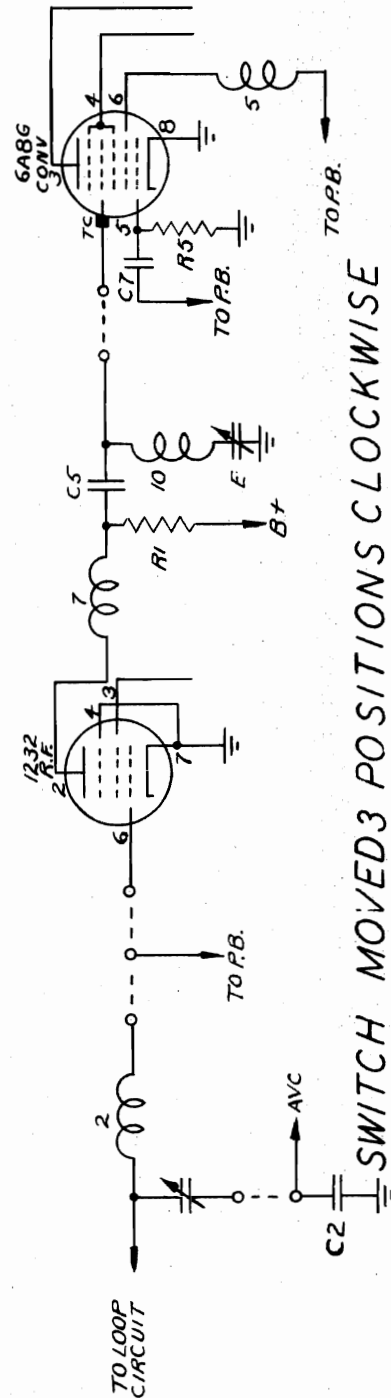 TO LOOP
CIRCUIT
2
C2
AVC
TO P.B.
6
1232
R.F.
2
4
3
7
7
R1
B+
C5
10
E
6A8G
CONV
3
TC
4
6
5
8
C7
R5
TO P.B.
5
TO P.B.
SWITCH MOVED 3 POSITIONS CLOCKWISE